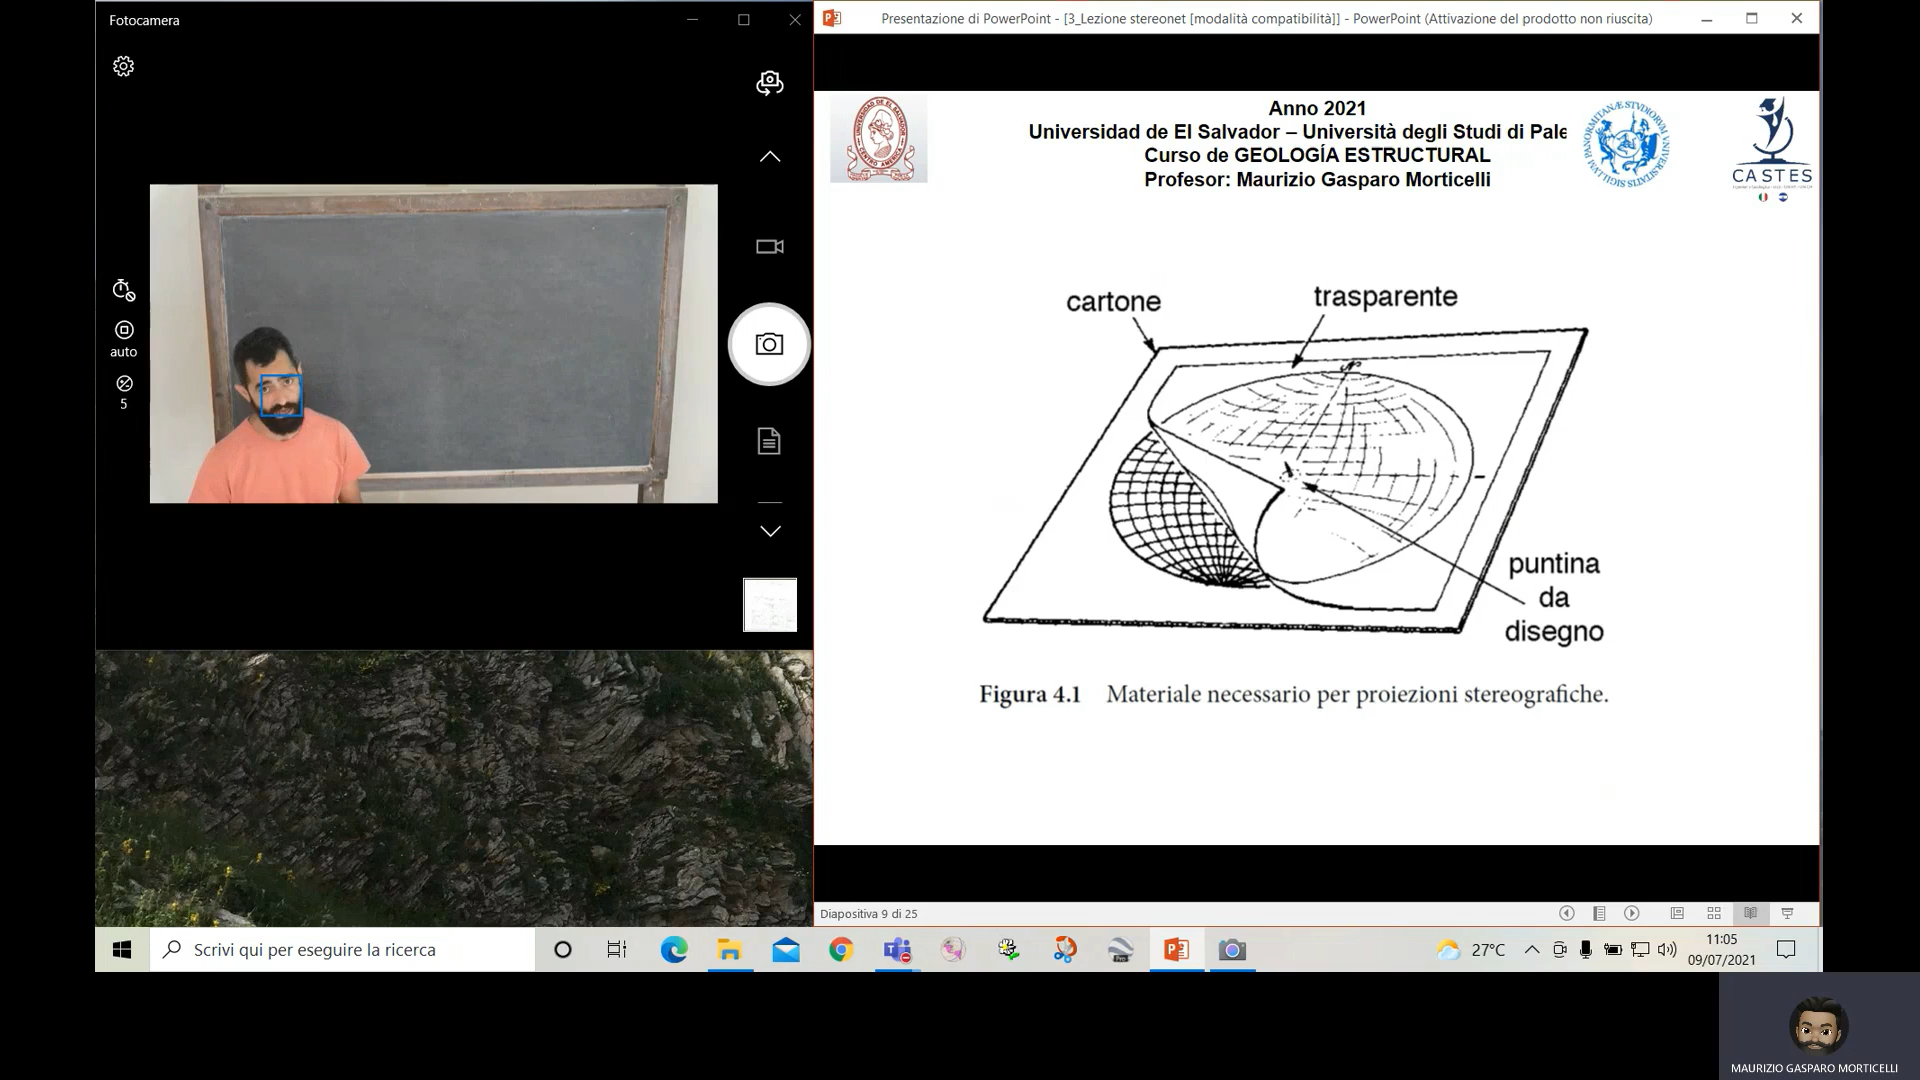 Fotocamera
auto
5
Presentazione di PowerPoint - [3_Lezione stereonet [modalità compatibilità]] - PowerPoint (Attivazione del prodotto non riuscita)
Anno 2021
Universidad de El Salvador – Università degli Studi di Pale
Curso de GEOLOGÍA ESTRUCTURAL
Profesor: Maurizio Gasparo Morticelli
CASTES
cartone
trasparente
N
puntina
da
disegno
Figura 4.1 Materiale necessario per proiezioni stereografiche.
Diapositiva 9 di 25
Scrivi qui per eseguire la ricerca
Pro
27°C
11:05
09/07/2021
MAURIZIO GASPARO MORTICELLI